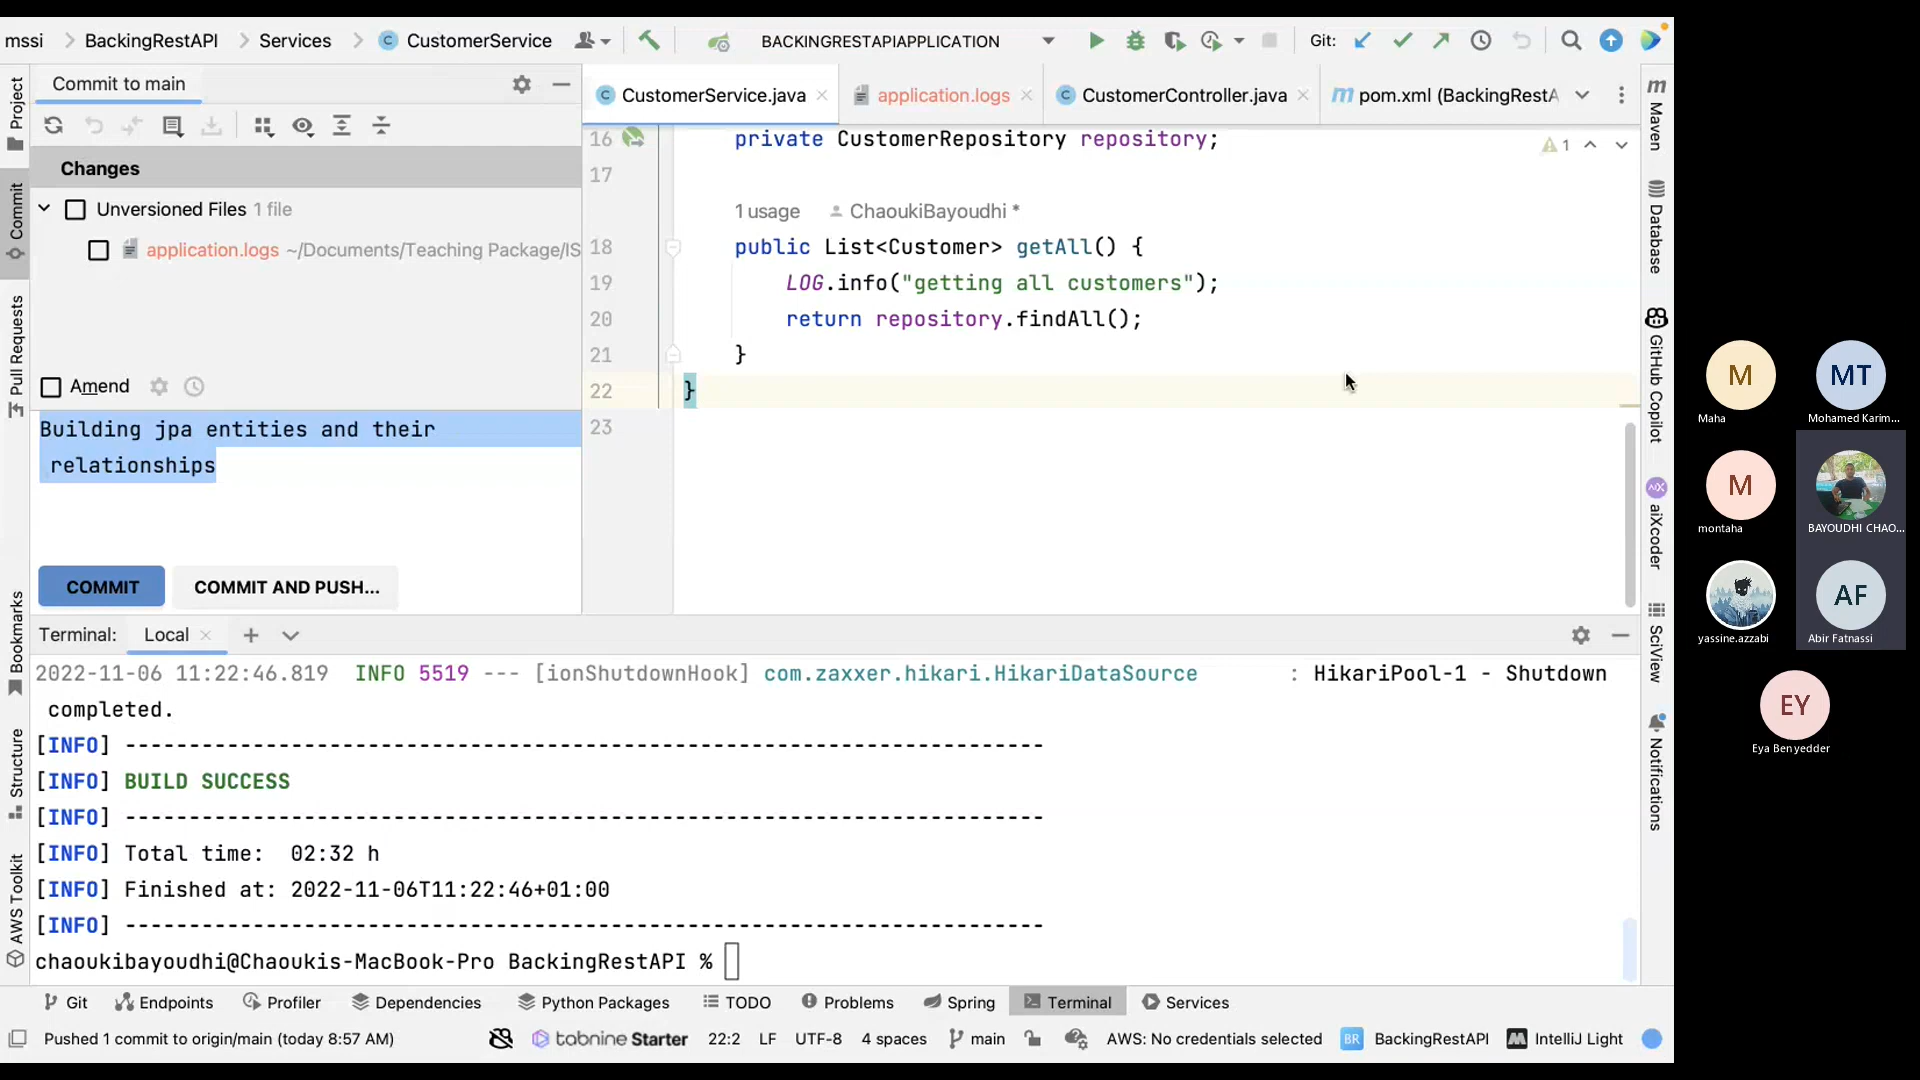 mssi BackingRestAPI Services CustomerService BACKINGRESTAPIAPPLICATION Git:
Project
Commit
Pull Requests
Bookmarks
Structure
AWS Toolkit
Commit to main
Changes
Unversioned Files 1 file
application.logs ~/Documents/Teaching Package/IS
Amend
Building jpa entities and their
relationships
COMMIT COMMIT AND PUSH...
CustomerService.java application.logs CustomerController.java pom.xml (BackingRestA
16 private CustomerRepository repository;
1
17
1 usage ChaoukiBayoudhi *
18 public List<Customer> getAll() {
19 LOG.info("getting all customers");
20 return repository.findAll();
21 }
22 }
23
Maven
Database
GitHub Copilot
aiXcoder
SciView
Notifications
Terminal: Local
2022-11-06 11:22:46.819 INFO 5519 --- [ionShutdownHook] com.zaxxer.hikari.HikariDataSource : HikariPool-1 - Shutdown
completed.
[INFO] ------------------------------------------------------------------------
[INFO] BUILD SUCCESS
[INFO] ------------------------------------------------------------------------
[INFO] Total time: 02:32 h
[INFO] Finished at: 2022-11-06T11:22:46+01:00
[INFO] ------------------------------------------------------------------------
chaoukibayoudhi@Chaoukis-MacBook-Pro BackingRestAPI %
Git Endpoints Profiler Dependencies Python Packages TODO Problems Spring Terminal Services
Pushed 1 commit to origin/main (today 8:57 AM) tabnine Starter 22:2 LF UTF-8 4 spaces main AWS: No credentials selected BR BackingRestAPI IntelliJ Light
M MT
Maha Mohamed Karim...
M
montaha BAYOUDHI CHAO...
AF
yassine.azzabi Abir Fatnassi
EY
Eya Benyedder